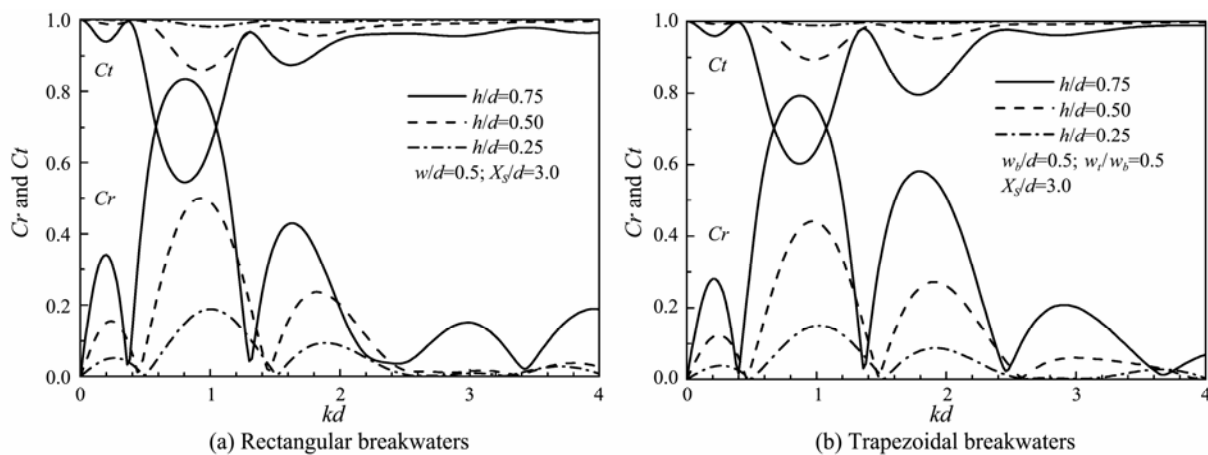 Cr and Ct
1.0
0.8
0.6
0.4
0.2
0.0
Ct
Cr
h/d=0.75
h/d=0.50
h/d=0.25
w/d=0.5; XS/d=3.0
0 1 2 3 4
kd
(a) Rectangular breakwaters
Cr and Ct
1.0
0.8
0.6
0.4
0.2
0.0
Ct
Cr
h/d=0.75
h/d=0.50
h/d=0.25
wb/d=0.5; wt/wb=0.5
XS/d=3.0
0 1 2 3 4
kd
(b) Trapezoidal breakwaters